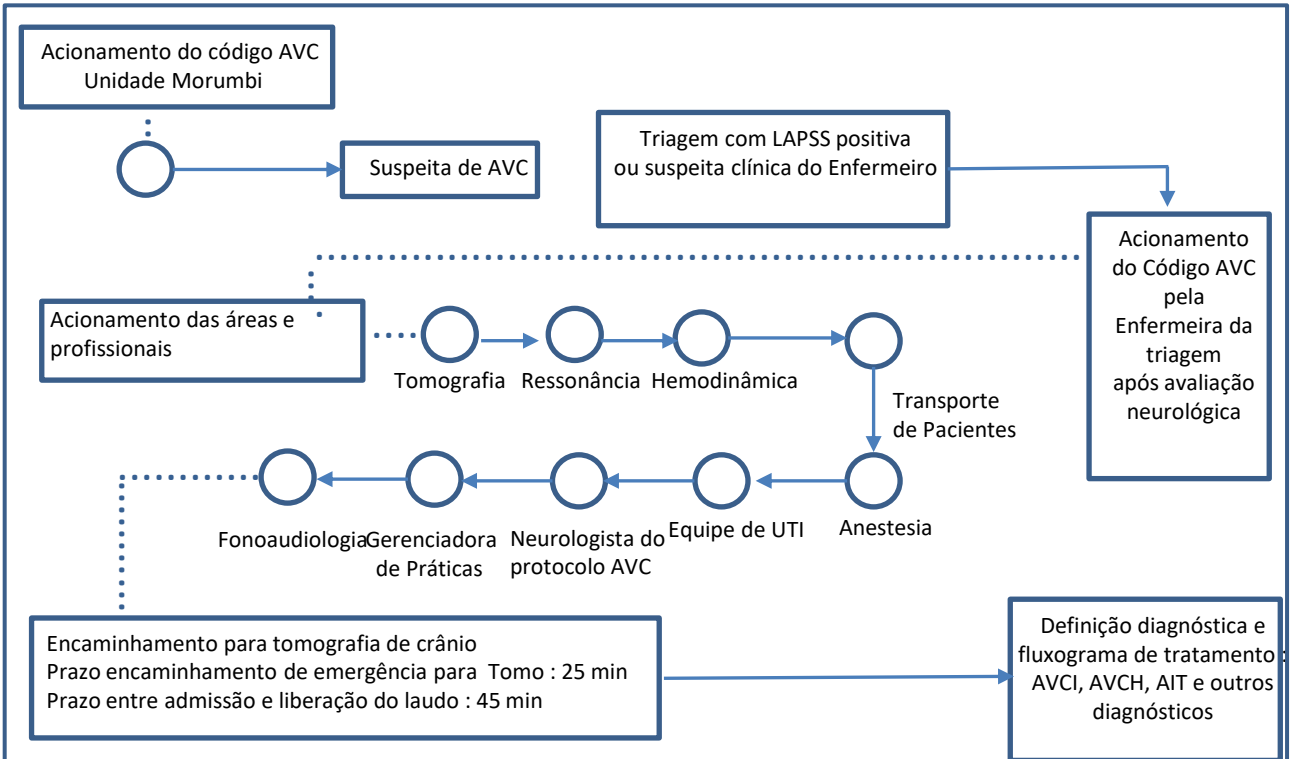 Acionamento do código AVC
Unidade Morumbi
Suspeita de AVC
Triagem com LAPSS positiva
ou suspeita clínica do Enfermeiro
Acionamento
do Código AVC
pela
Enfermeira da
triagem
após avaliação
neurológica
Acionamento das áreas e
profissionais
Tomografia
Ressonância
Hemodinâmica
Transporte
de Pacientes
Anestesia
Equipe de UTI
Neurologista do
protocolo AVC
Gerenciadora
de Práticas
Fonoaudiologia
Encaminhamento para tomografia de crânio
Prazo encaminhamento de emergência para Tomo : 25 min
Prazo entre admissão e liberação do laudo : 45 min
Definição diagnóstica e
fluxograma de tratamento :
AVCI, AVCH, AIT e outros
diagnósticos